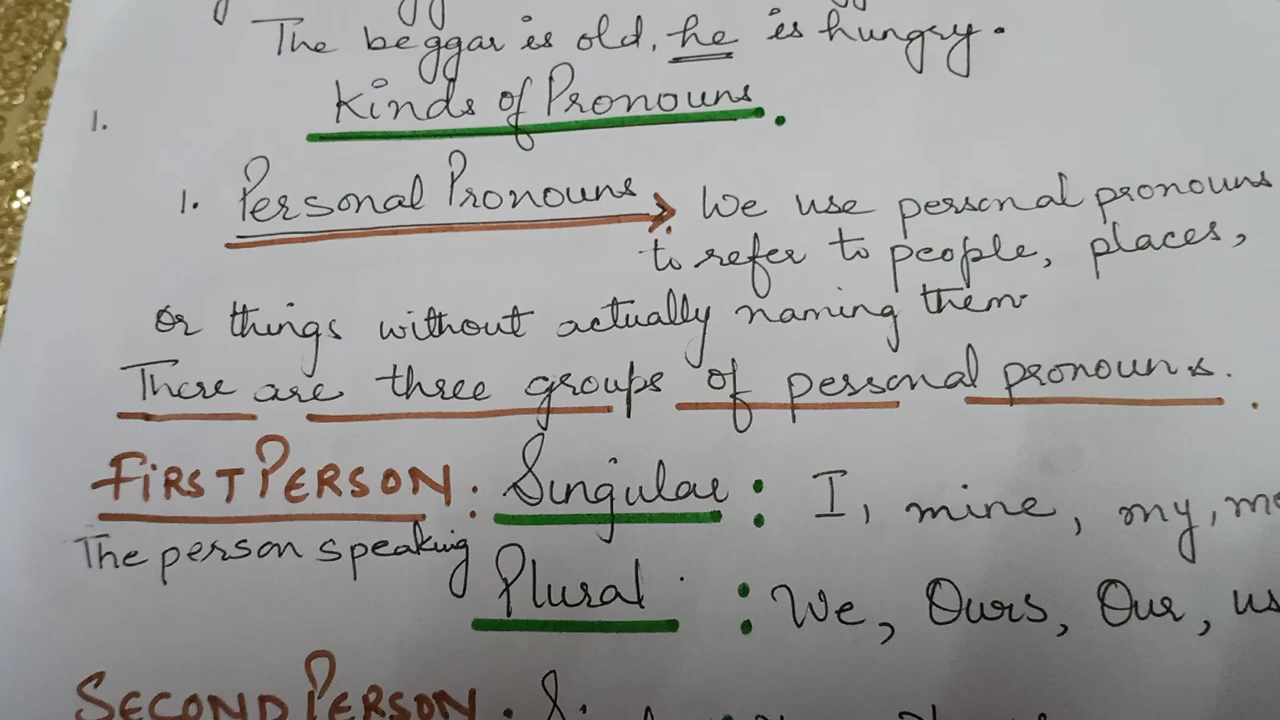 The beggar is old, he is hungry.
Kinds of Pronouns.
1.
1. Personal Pronouns → We use personal pronouns
to refer to people, places,
or things without actually naming them
There are three groups of personal pronouns.
FIRST PERSON: Singular : I, mine, my, me
The person speaking
Plural : We, Ours, Our, us
SECOND PERSON.